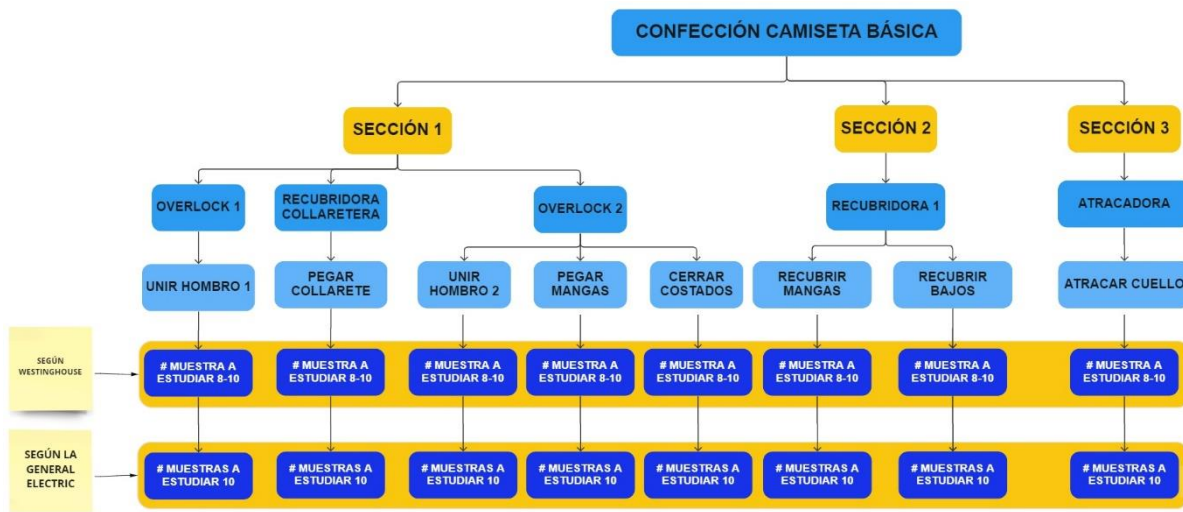 CONFECCIÓN CAMISETA BÁSICA
SECCIÓN 1
SECCIÓN 2
SECCIÓN 3
OVERLOCK 1
RECUBRIDORA
COLLARETERA
OVERLOCK 2
RECUBRIDORA 1
ATRACADORA
UNIR HOMBRO 1
PEGAR
COLLARETE
UNIR
HOMBRO 2
PEGAR
MANGAS
CERRAR
COSTADOS
RECUBRIR
MANGAS
RECUBRIR
BAJOS
ATRACAR CUELLO
SEGÚN
WESTINGHOUSE
# MUESTRA A
ESTUDIAR 8-10
# MUESTRA A
ESTUDIAR 8-10
# MUESTRA A
ESTUDIAR 8-10
# MUESTRA A
ESTUDIAR 8-10
# MUESTRA A
ESTUDIAR 8-10
# MUESTRA A
ESTUDIAR 8-10
# MUESTRA A
ESTUDIAR 8-10
# MUESTRA A
ESTUDIAR 8-10
SEGÚN LA
GENERAL
ELECTRIC
# MUESTRAS A
ESTUDIAR 10
# MUESTRAS A
ESTUDIAR 10
# MUESTRAS A
ESTUDIAR 10
# MUESTRAS A
ESTUDIAR 10
# MUESTRAS A
ESTUDIAR 10
# MUESTRAS A
ESTUDIAR 10
# MUESTRAS A
ESTUDIAR 10
# MUESTRAS A
ESTUDIAR 10